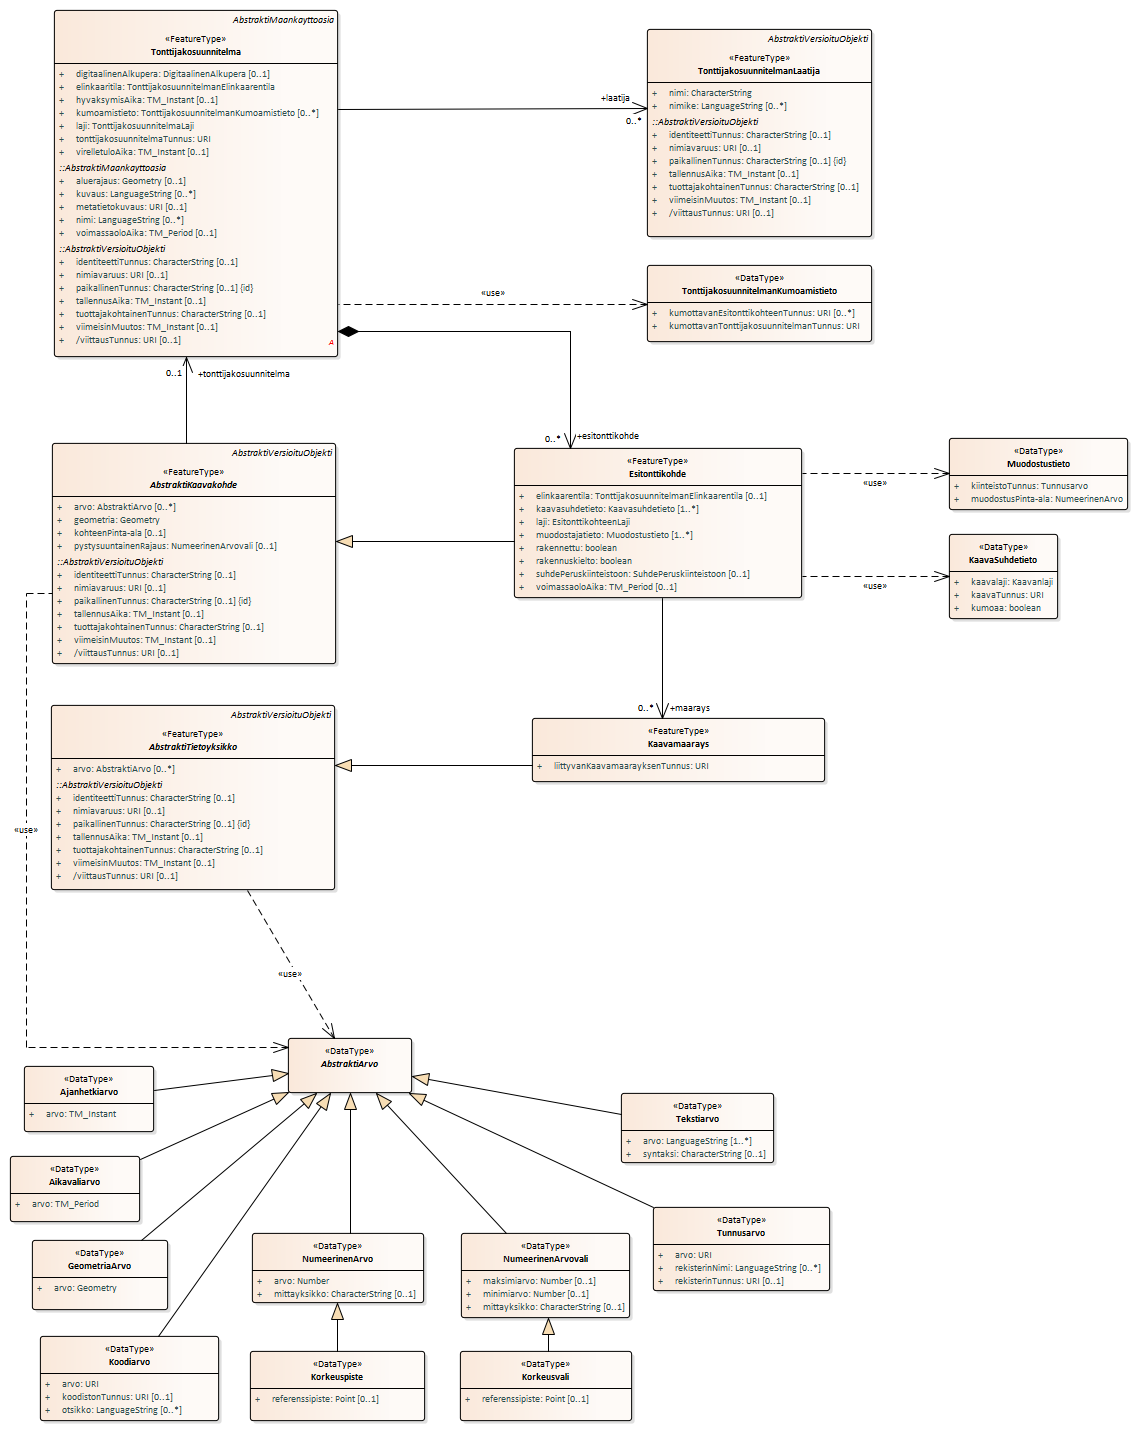 AbstraktiMaankayttoasia
«FeatureType»
Tonttijakosuunnitelma
+ digitaalinenAlkupera: DigitaalinenAlkupera [0..1]
+ elinkaaritila: TonttijakosuunnitelmanElinkaarentila
+ hyvaksymisAika: TM_Instant [0..1]
+ kumoamistieto: TonttijakosuunnitelmanKumoamistieto [0..*]
+ laji: TonttijakosuunnitelmaLaji
+ tonttijakosuunnitelmaTunnus: URI
+ virelletuloAika: TM_Instant [0..1]
::AbstraktiMaankayttoasia
+ aluerajaus: Geometry [0..1]
+ kuvaus: LanguageString [0..*]
+ metatietokuvaus: URI [0..1]
+ nimi: LanguageString [0..*]
+ voimassaoloAika: TM_Period [0..1]
::AbstraktiVersioituObjekti
+ identiteettiTunnus: CharacterString [0..1]
+ nimiavaruus: URI [0..1]
+ paikallinenTunnus: CharacterString [0..1] {id}
+ tallennusAika: TM_Instant [0..1]
+ tuottajakohtainenTunnus: CharacterString [0..1]
+ viimeisinMuutos: TM_Instant [0..1]
+ /viittausTunnus: URI [0..1]
A
+laatija
0..*
AbstraktiVersioituObjekti
«FeatureType»
TonttijakosuunnitelmanLaatija
+ nimi: CharacterString
+ nimike: LanguageString [0..*]
::AbstraktiVersioituObjekti
+ identiteettiTunnus: CharacterString [0..1]
+ nimiavaruus: URI [0..1]
+ paikallinenTunnus: CharacterString [0..1] {id}
+ tallennusAika: TM_Instant [0..1]
+ tuottajakohtainenTunnus: CharacterString [0..1]
+ viimeisinMuutos: TM_Instant [0..1]
+ /viittausTunnus: URI [0..1]
«use»
«DataType»
TonttijakosuunnitelmanKumoamistieto
+ kumottavanEsitonttikohteenTunnus: URI [0..*]
+ kumottavanTonttijakosuunnitelmanTunnus: URI
0..1 +tonttijakosuunnitelma
0..* +esitonttikohde
AbstraktiVersioituObjekti
«FeatureType»
AbstraktiKaavakohde
+ arvo: AbstraktiArvo [0..*]
+ geometria: Geometry
+ kohteenPinta-ala [0..1]
+ pystysuuntainenRajaus: NumeerinenArvovali [0..1]
::AbstraktiVersioituObjekti
+ identiteettiTunnus: CharacterString [0..1]
+ nimiavaruus: URI [0..1]
+ paikallinenTunnus: CharacterString [0..1] {id}
+ tallennusAika: TM_Instant [0..1]
+ tuottajakohtainenTunnus: CharacterString [0..1]
+ viimeisinMuutos: TM_Instant [0..1]
+ /viittausTunnus: URI [0..1]
«FeatureType»
Esitonttikohde
+ elinkaarentila: TonttijakosuunnitelmanElinkaarentila [0..1]
+ kaavasuhdetieto: Kaavasuhdetieto [1..*]
+ laji: EsitonttikohteenLaji
+ muodostajatieto: Muodostustieto [1..*]
+ rakennettu: boolean
+ rakennuskielto: boolean
+ suhdePeruskiinteistoon: SuhdePeruskiinteistoon [0..1]
+ voimassaoloAika: TM_Period [0..1]
«use»
«DataType»
Muodostustieto
+ kiinteistoTunnus: Tunnusarvo
+ muodostusPinta-ala: NumeerinenArvo
«use»
«DataType»
KaavaSuhdetieto
+ kaavalaji: Kaavanlaji
+ kaavaTunnus: URI
+ kumoaa: boolean
0..* +maarays
«FeatureType»
Kaavamaarays
+ liittyvanKaavamaarayksenTunnus: URI
AbstraktiVersioituObjekti
«FeatureType»
AbstraktiTietoyksikko
+ arvo: AbstraktiArvo [0..*]
::AbstraktiVersioituObjekti
+ identiteettiTunnus: CharacterString [0..1]
+ nimiavaruus: URI [0..1]
+ paikallinenTunnus: CharacterString [0..1] {id}
+ tallennusAika: TM_Instant [0..1]
+ tuottajakohtainenTunnus: CharacterString [0..1]
+ viimeisinMuutos: TM_Instant [0..1]
+ /viittausTunnus: URI [0..1]
«use»
«use»
«DataType»
AbstraktiArvo
«DataType»
Ajanhetkiarvo
+ arvo: TM_Instant
«DataType»
Tekstiarvo
+ arvo: LanguageString [1..*]
+ syntaksi: CharacterString [0..1]
«DataType»
Aikavaliarvo
+ arvo: TM_Period
«DataType»
Tunnusarvo
+ arvo: URI
+ rekisterinNimi: LanguageString [0..*]
+ rekisterinTunnus: URI [0..1]
«DataType»
GeometriaArvo
+ arvo: Geometry
«DataType»
NumeerinenArvo
+ arvo: Number
+ mittayksikko: CharacterString [0..1]
«DataType»
NumeerinenArvovali
+ maksimiarvo: Number [0..1]
+ minimiarvo: Number [0..1]
+ mittayksikko: CharacterString [0..1]
«DataType»
Koodiarvo
+ arvo: URI
+ koodistonTunnus: URI [0..1]
+ otsikko: LanguageString [0..*]
«DataType»
Korkeuspiste
+ referenssipiste: Point [0..1]
«DataType»
Korkeusvali
+ referenssipiste: Point [0..1]